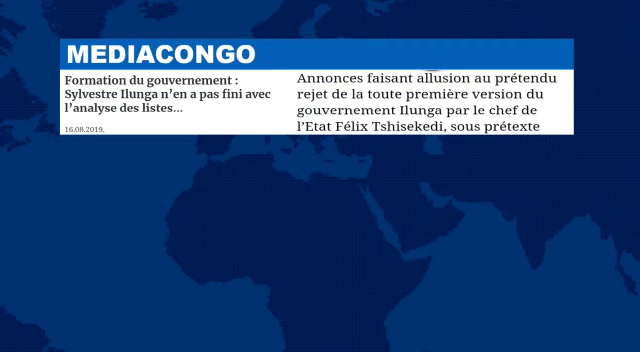 MEDIACONGO
Formation du gouvernement :
Sylvestre Ilunga n’en a pas fini avec
l’analyse des listes...
16.08.2019,
Annonces faisant allusion au prétendu
rejet de la toute première version du
gouvernement Ilunga par le chef de
l’Etat Félix Tshisekedi, sous prétexte